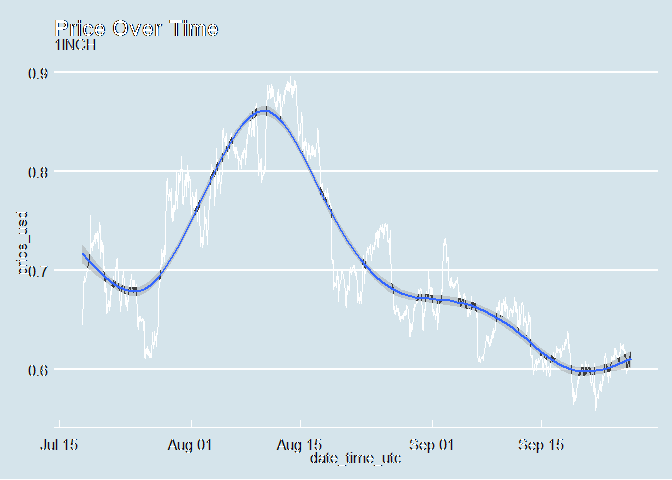 Price Over Time
1INCH
0.9
0.8
price_usd
0.7
0.6
Jul 15 Aug 01 Aug 15 Sep 01 Sep 15
date_time_utc